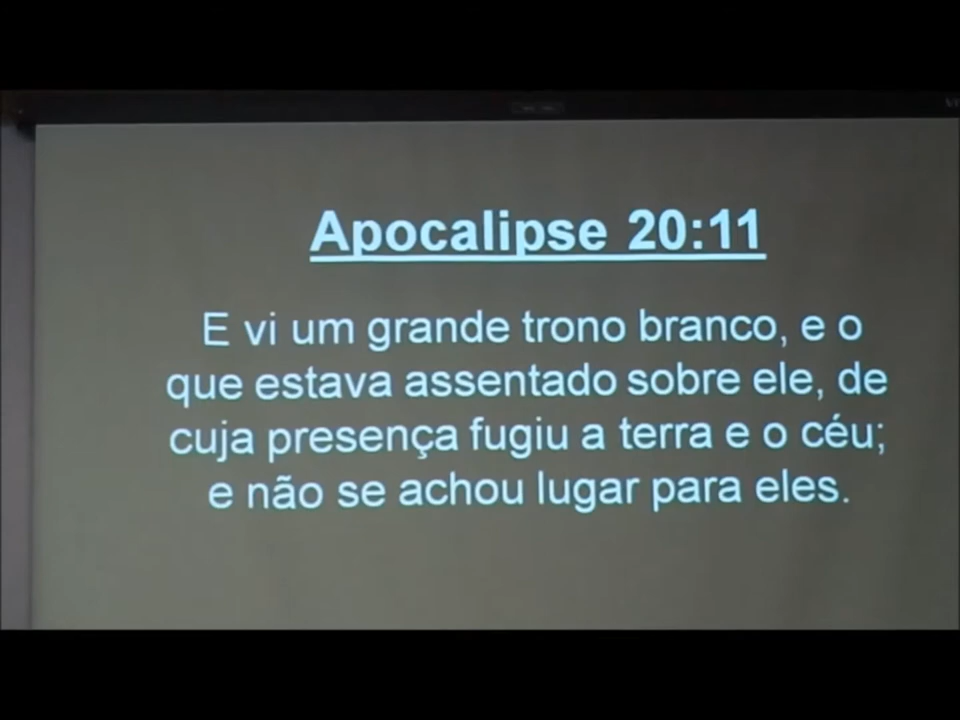 Apocalipse 20:11
E vi um grande trono branco, e o
que estava assentado sobre ele, de
cuja presença fugiu a terra e o céu;
e não se achou lugar para eles.